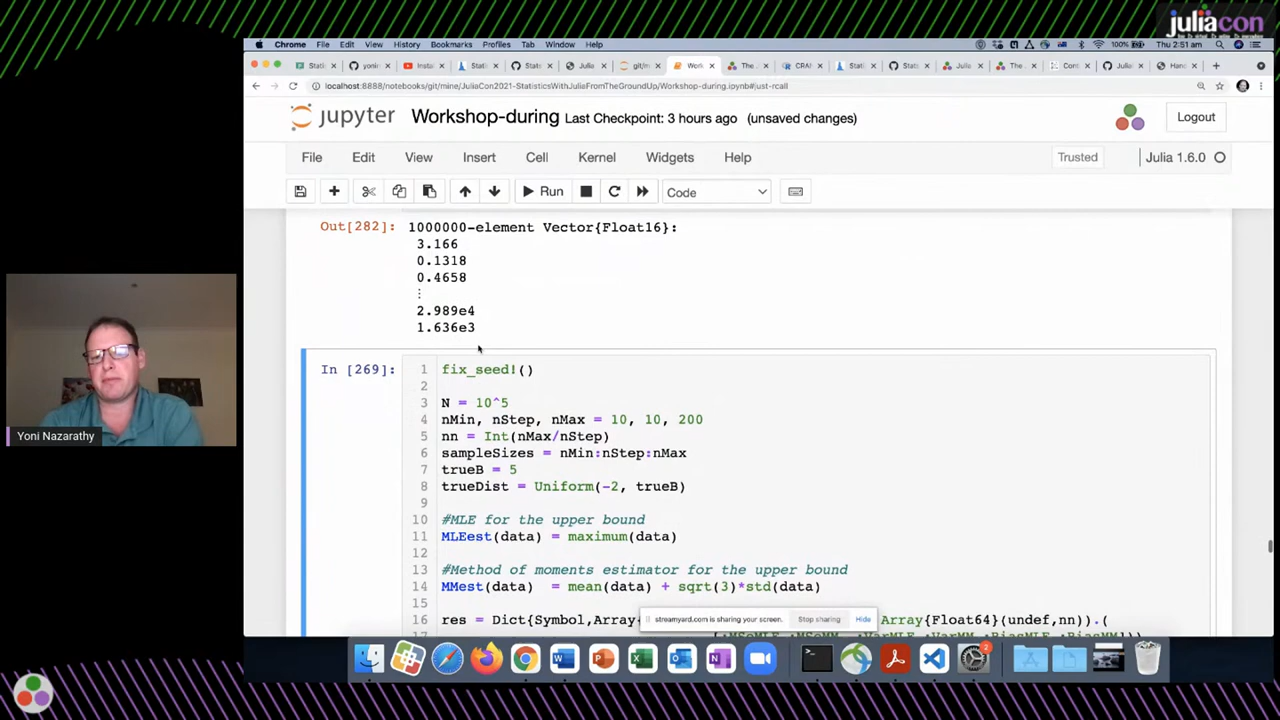 juliacon
Chrome File Edit View History Bookmarks Profiles Tab Window Help
100%
Thu 2:51 am
localhost:8888/notebooks/git/mine/JuliaCon2021-StatisticsWithJuliaFromTheGroundUp/Workshop-during.ipynb#just-rcall
jupyter Workshop-during Last Checkpoint: 3 hours ago (unsaved changes)
Logout
File Edit View Insert Cell Kernel Widgets Help
Trusted
Julia 1.6.0
Run
Code
Out[282]: 1000000-element Vector{Float16}:
3.166
0.1318
0.4658
⋮
2.989e4
1.636e3
In [269]:
1 fix_seed!()
2
3 N = 10^5
4 nMin, nStep, nMax = 10, 10, 200
5 nn = Int(nMax/nStep)
6 sampleSizes = nMin:nStep:nMax
7 trueB = 5
8 trueDist = Uniform(-2, trueB)
9
10 #MLE for the upper bound
11 MLEest(data) = maximum(data)
12
13 #Method of moments estimator for the upper bound
14 MMest(data) = mean(data) + sqrt(3)*std(data)
15
16 res = Dict{Symbol,Array{ Array{Float64}(undef,nn).(
streamyard.com is sharing your screen. Stop sharing Hide
Yoni Nazarathy